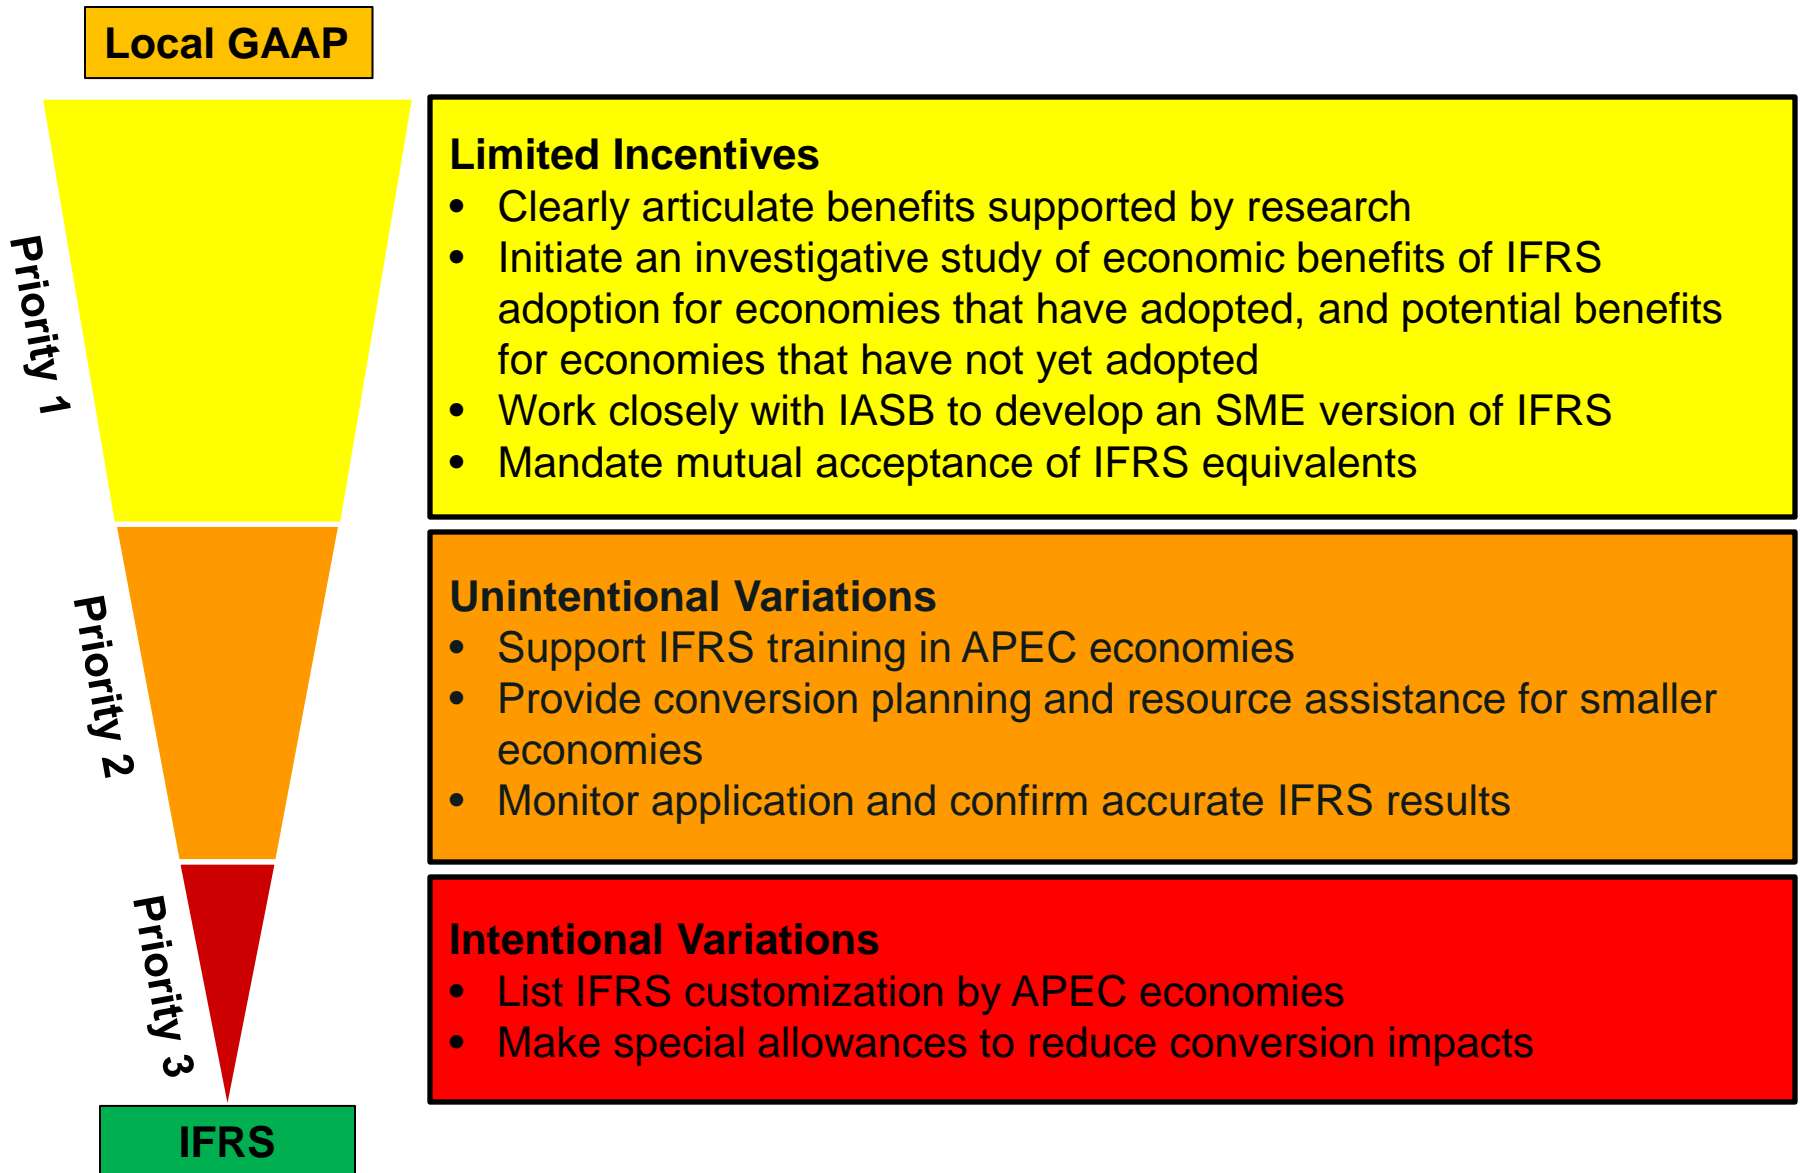 Local GAAP
Priority 1
Limited Incentives
• Clearly articulate benefits supported by research
• Initiate an investigative study of economic benefits of IFRS
adoption for economies that have adopted, and potential benefits
for economies that have not yet adopted
• Work closely with IASB to develop an SME version of IFRS
• Mandate mutual acceptance of IFRS equivalents
Priority 2
Unintentional Variations
• Support IFRS training in APEC economies
• Provide conversion planning and resource assistance for smaller
economies
• Monitor application and confirm accurate IFRS results
Priority 3
Intentional Variations
• List IFRS customization by APEC economies
• Make special allowances to reduce conversion impacts
IFRS